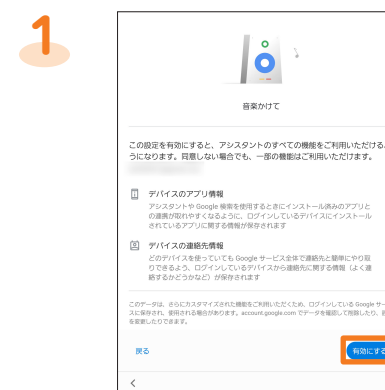 1
音楽かけて
この設定を有効にすると、アシスタントのすべての機能をご利用いただける
うになります。同意しない場合でも、一部の機能はご利用いただけます。
デバイスのアプリ情報
アシスタントや Google 検索を使用するときにインストール済みのアプリと
の連携が取れやすくなるように、ログインしているデバイスにインストール
されているアプリに関する情報が保存されます
デバイスの連絡先情報
どのデバイスを使っていても Google サービス全体で連絡先と簡単にやり取
りできるよう、ログインしているデバイスから連絡先に関する情報（よく連
絡するかどうかなど）が保存されます
このデータは、さらにカスタマイズされた機能をご利用いただくため、ログインしている Google サー
スに保存され、使用される場合があります。account.google.com でデータを確認して削除したり、
を変更したりできます。
戻る
有効にする